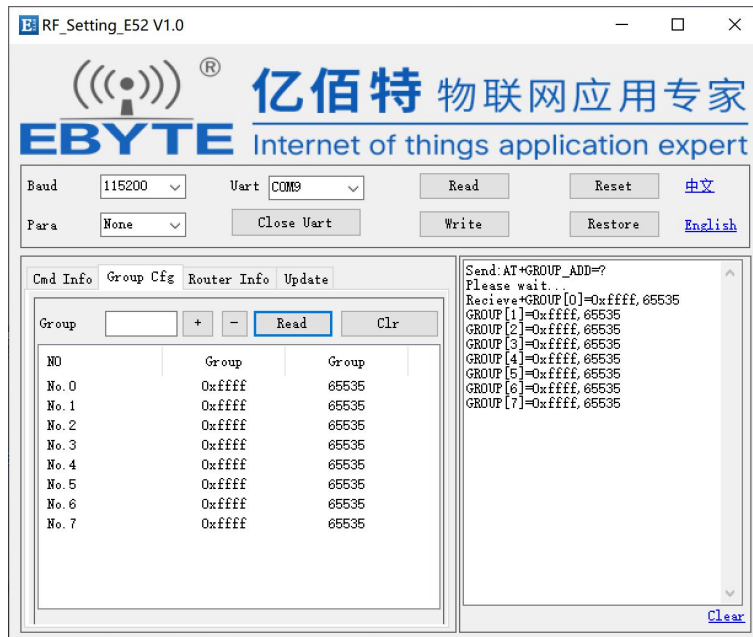 E RF_Setting_E52 V1.0
®
亿佰特 物联网应用专家
EBYTE Internet of things application expert
Baud 115200 Uart COM9 Read Reset 中文
Para None Close Uart Write Restore English
Cmd Info Group Cfg Router Info Update
Group + - Read Clr
NO Group Group
No.0 0xffff 65535
No.1 0xffff 65535
No.2 0xffff 65535
No.3 0xffff 65535
No.4 0xffff 65535
No.5 0xffff 65535
No.6 0xffff 65535
No.7 0xffff 65535
Send:AT+GROUP_ADD=?
Please wait...
Recieve+GROUP[0]=0xffff,65535
GROUP[1]=0xffff,65535
GROUP[2]=0xffff,65535
GROUP[3]=0xffff,65535
GROUP[4]=0xffff,65535
GROUP[5]=0xffff,65535
GROUP[6]=0xffff,65535
GROUP[7]=0xffff,65535
Clear